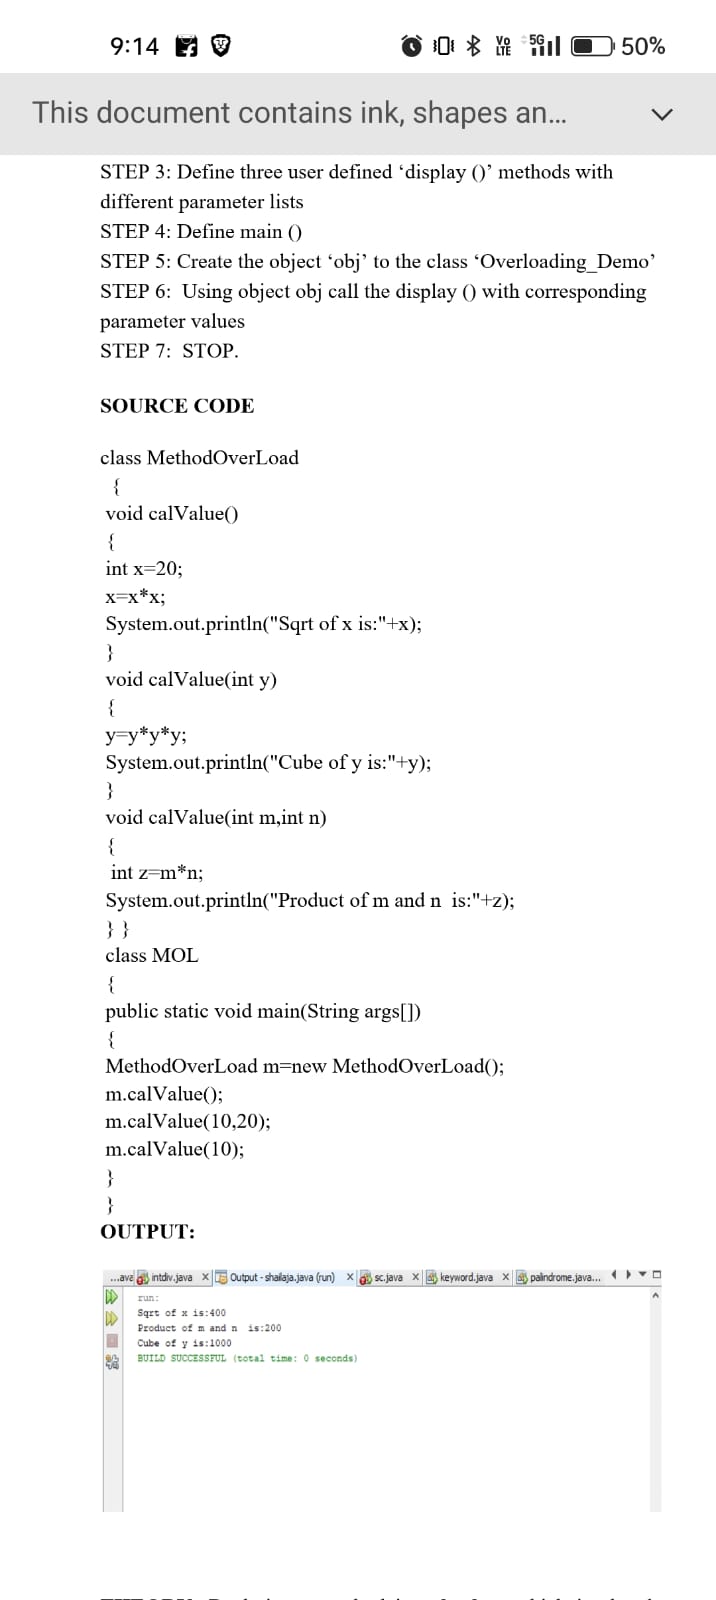 9:14
Vo LTE 5G 50%
This document contains ink, shapes an...
STEP 3: Define three user defined ‘display ()’ methods with
different parameter lists
STEP 4: Define main ()
STEP 5: Create the object ‘obj’ to the class ‘Overloading_Demo’
STEP 6:  Using object obj call the display () with corresponding
parameter values
STEP 7:  STOP.
SOURCE CODE
class MethodOverLoad
{
void calValue()
{
int x=20;
x=x*x;
System.out.println("Sqrt of x is:"+x);
}
void calValue(int y)
{
y=y*y*y;
System.out.println("Cube of y is:"+y);
}
void calValue(int m,int n)
{
int z=m*n;
System.out.println("Product of m and n  is:"+z);
} }
class MOL
{
public static void main(String args[])
{
MethodOverLoad m=new MethodOverLoad();
m.calValue();
m.calValue(10,20);
m.calValue(10);
}
}
OUTPUT:
...ava intdiv.java X Output - shailaja.java (run) X sc.java X keyword.java X palindrome.java...
run:
Sqrt of x is:400
Product of m and n  is:200
Cube of y is:1000
BUILD SUCCESSFUL (total time: 0 seconds)